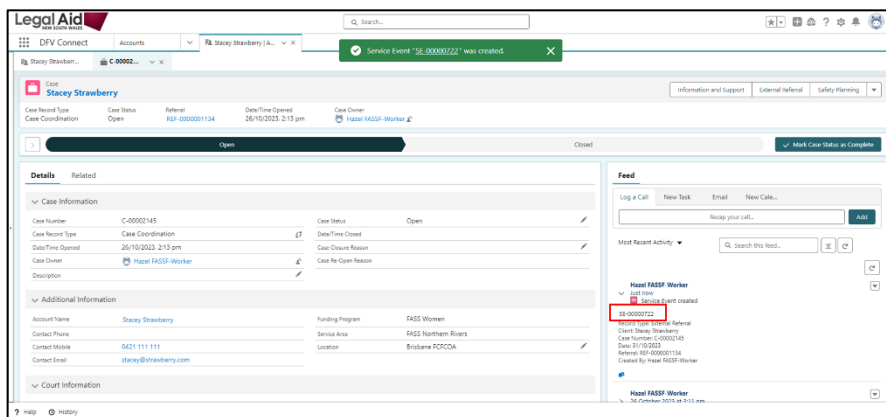 Legal Aid
NEW SOUTH WALES
Search...
DFV Connect
Accounts
Stacey Strawberry | A...
Service Event "SE-00000722" was created.
Stacey Strawberr...
C-00002...
Case
Stacey Strawberry
Information and Support
External Referral
Safety Planning
Case Record Type
Case Status
Referral
Date/Time Opened
Case Owner
Case Coordination
Open
REF-0000001134
26/10/2023, 2:13 pm
Hazel FASSF-Worker
Open
Closed
Mark Case Status as Complete
Details
Related
Case Information
Case Number
C-00002145
Case Status
Open
Case Record Type
Case Coordination
Date/Time Closed
Date/Time Opened
26/10/2023, 2:13 pm
Case Closure Reason
Case Owner
Hazel FASSF-Worker
Case Re-Open Reason
Description
Additional Information
Account Name
Stacey Strawberry
Funding Program
FASS Women
Contact Phone
Service Area
FASS Northern Rivers
Contact Mobile
0421 111 111
Location
Brisbane FCFCOA
Contact Email
stacey@strawberry.com
Court Information
Feed
Log a Call
New Task
Email
New Cale...
Recap your call...
Add
Most Recent Activity
Search this feed...
Hazel FASSF-Worker
Just now
Service Event created
SE-00000722
Record Type: External Referral
Client: Stacey Strawberry
Case Number: C-00002145
Date: 31/10/2023
Referral: REF-0000001134
Created By: Hazel FASSF-Worker
Hazel FASSF-Worker
26 October 2023 at 3:11 pm
Help
History